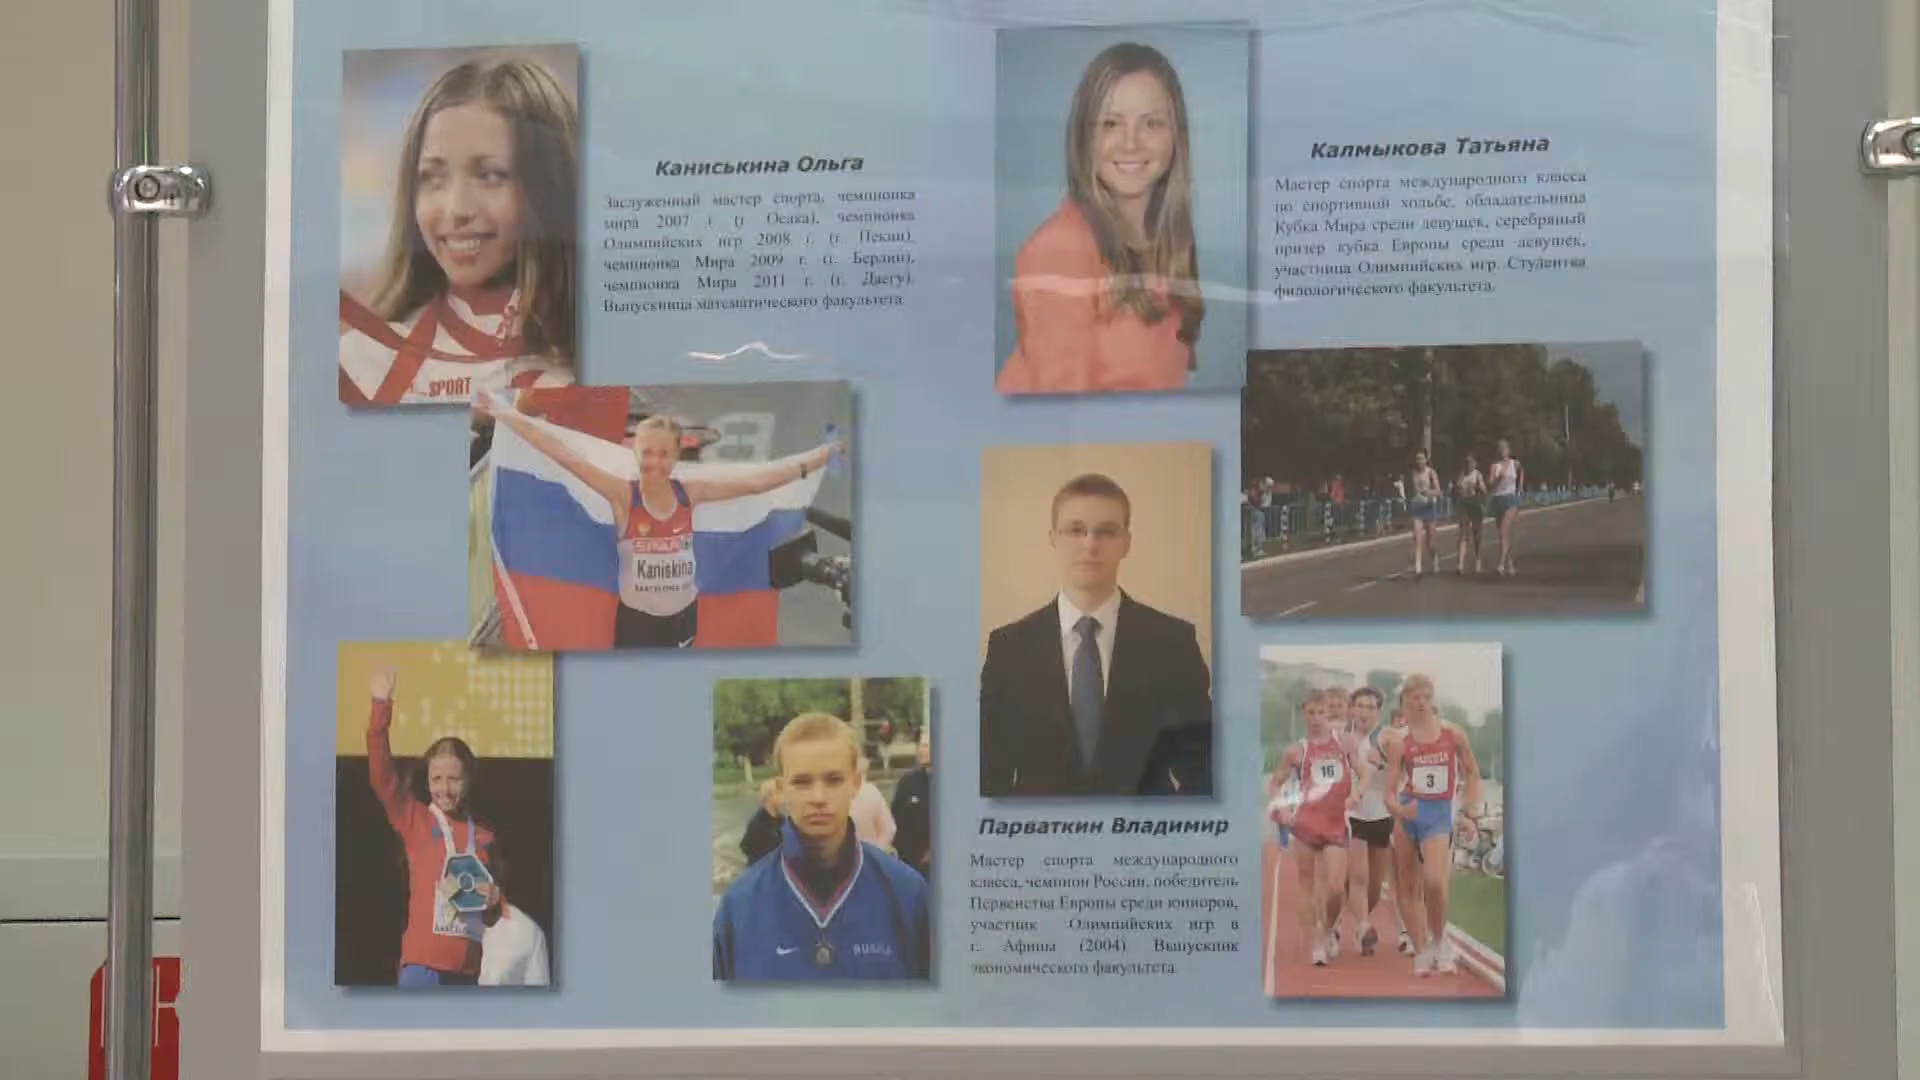 Каниськина Ольга
Заслуженный мастер спорта, чемпионка
мира 2007 г. (г. Осака), чемпионка
Олимпийских игр 2008 г. (г. Пекин),
чемпионка Мира 2009 г. (г. Берлин),
чемпионка Мира 2011 г. (г. Даегу).
Выпускница математического факультета.
Калмыкова Татьяна
Мастер спорта международного класса
по спортивной ходьбе, обладательница
Кубка Мира среди девушек, серебряный
призер кубка Европы среди девушек,
участница Олимпийских игр. Студентка
филологического факультета.
SPORT
Kaniskina
Парваткин Владимир
Мастер спорта международного
класса, чемпион России, победитель
Первенства Европы среди юниоров,
участник Олимпийских игр в
г. Афины (2004). Выпускник
экономического факультета.
RUSSIA
16
RUSSIA
3